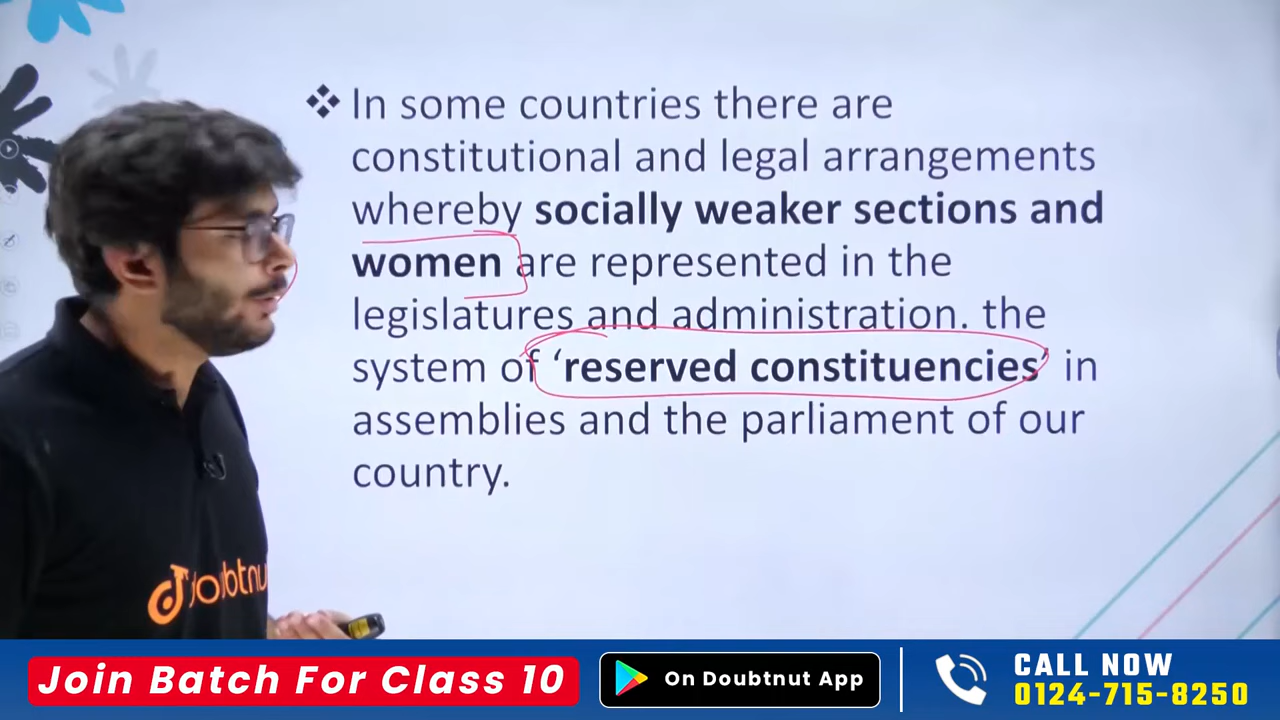 ❖ In some countries there are
constitutional and legal arrangements
whereby socially weaker sections and
women are represented in the
legislatures and administration. the
system of ‘reserved constituencies’ in
assemblies and the parliament of our
country.
doubtnu
Join Batch For Class 10
On Doubtnut App
CALL NOW
0124-715-8250